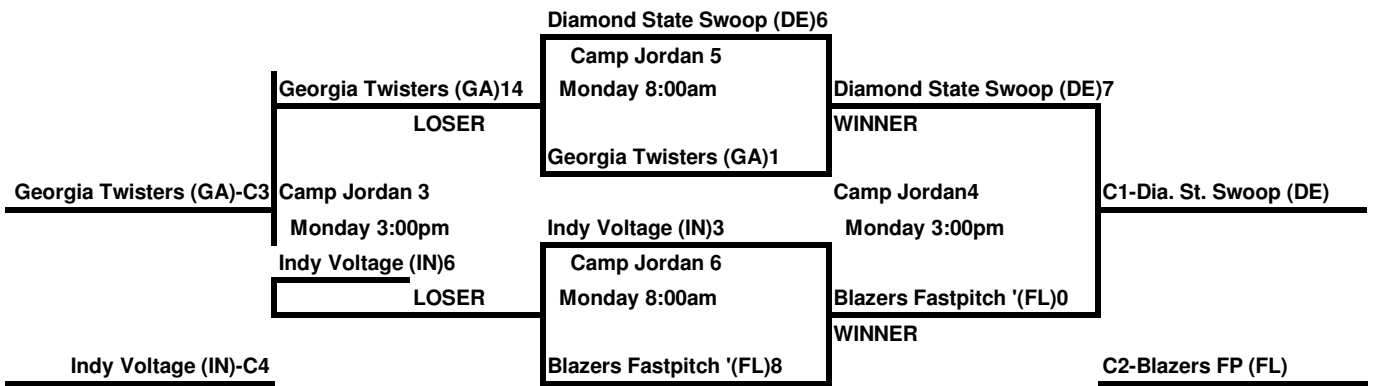 Diamond State Swoop (DE)6
Camp Jordan 5
Georgia Twisters (GA)14 Monday 8:00am Diamond State Swoop (DE)7
LOSER WINNER
Georgia Twisters (GA)1
Georgia Twisters (GA)-C3 Camp Jordan 3 Camp Jordan4 C1-Dia. St. Swoop (DE)
Monday 3:00pm Indy Voltage (IN)3 Monday 3:00pm
Indy Voltage (IN)6 Camp Jordan 6
LOSER Monday 8:00am Blazers Fastpitch '(FL)0
WINNER
Indy Voltage (IN)-C4 Blazers Fastpitch '(FL)8 C2-Blazers FP (FL)